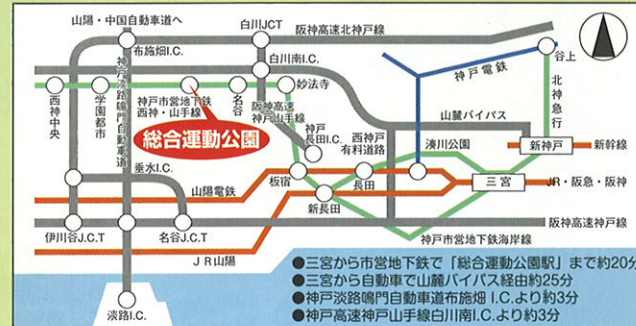 山陽・中国自動車道へ
白川JCT
阪神高速北神戸線
布施畑I.C.
白川南I.C.
谷上
神戸電鉄
北神急行
神戸淡路鳴門自動車道
妙法寺
西神中央
学園都市
神戸市営地下鉄
西神・山手線
名谷
阪神高速
神戸山手線
山麓バイパス
総合運動公園
神戸
長田I.C.
西神戸
有料道路
湊川公園
新神戸
新幹線
垂水I.C.
山陽電鉄
板宿
長田
三宮
JR・阪急・阪神
新長田
伊川谷J.C.T
名谷J.C.T
阪神高速神戸線
神戸市営地下鉄海岸線
JR山陽
淡路I.C.
●三宮から市営地下鉄で「総合運動公園駅」まで約20分
●三宮から自動車で山麓バイパス経由約25分
●神戸淡路鳴門自動車道布施畑 I.C.より約3分
●神戸高速神戸山手線白川南I.C.より約3分